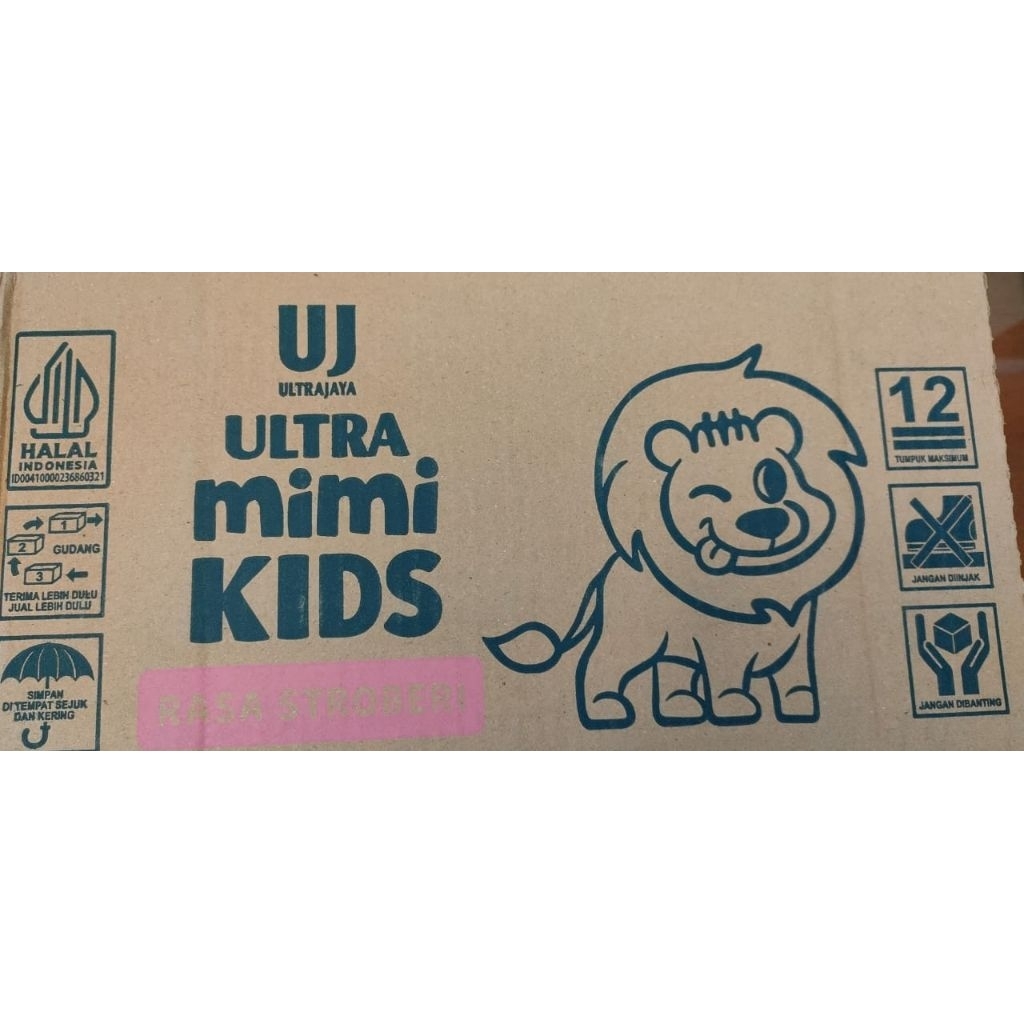 HALAL
INDONESIA
ID00410000236860321
1
2
GUDANG
3
TERIMA LEBIH DULU
JUAL LEBIH DULU
SIMPAN
DI TEMPAT SEJUK
DAN KERING
UJ
ULTRAJAYA
ULTRA
mimi
KIDS
RASA STROBERI
12
TUMPUK MAKSIMUM
JANGAN DIINJAK
JANGAN DIBANTING